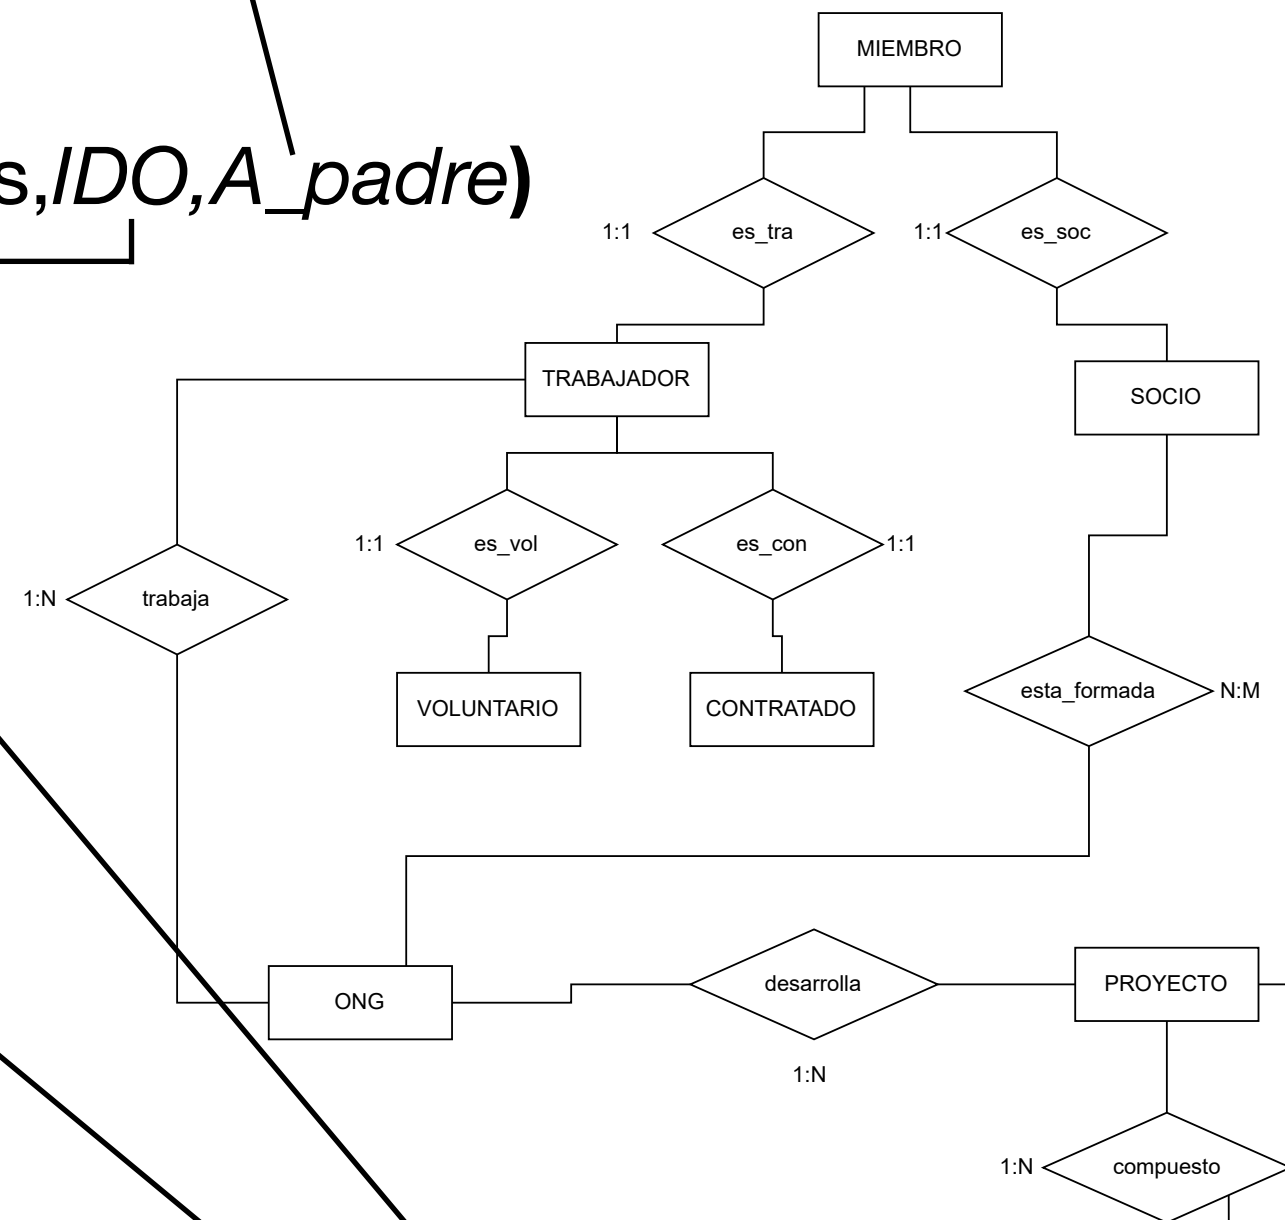 MIEMBRO
s,IDO,A_padre)
1:1
es_tra
1:1
es_soc
TRABAJADOR
SOCIO
1:1
es_vol
es_con
1:1
1:N
trabaja
esta_formada
N:M
VOLUNTARIO
CONTRATADO
desarrolla
PROYECTO
ONG
1:N
1:N
compuesto